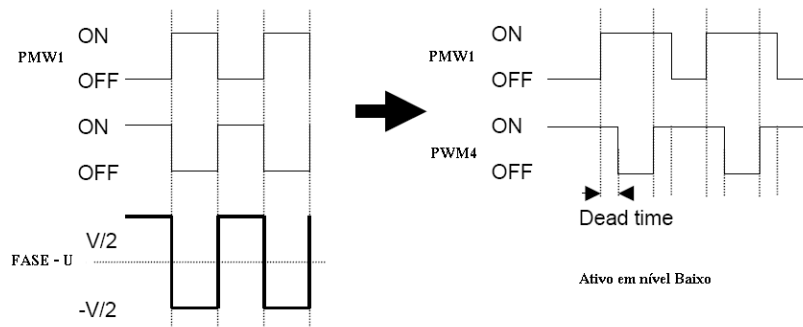 ON
PMW1
OFF
ON
OFF
V/2
FASE - U
-V/2
ON
PMW1
OFF
ON
PWM4
OFF
Dead time
Ativo em nível Baixo